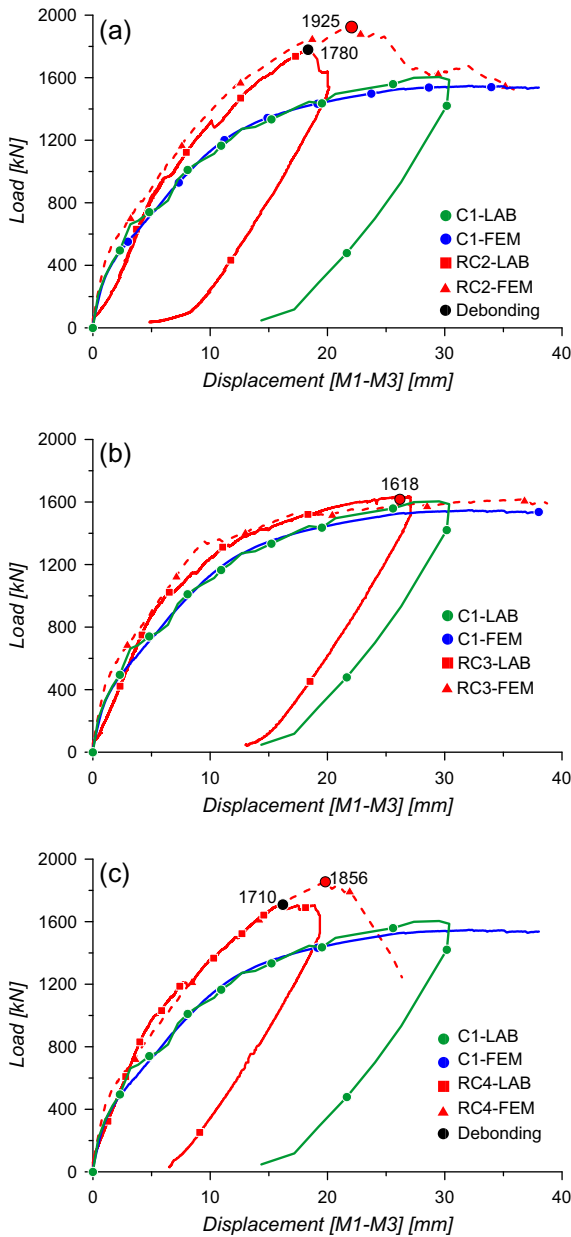 (a)
1925
1780
2000
1600
1200
800
400
0
Load [kN]
C1-LAB
C1-FEM
RC2-LAB
RC2-FEM
Debonding
0 10 20 30 40
Displacement [M1-M3] [mm]
(b)
1618
2000
1600
1200
800
400
0
Load [kN]
C1-LAB
C1-FEM
RC3-LAB
RC3-FEM
0 10 20 30 40
Displacement [M1-M3] [mm]
(c)
1710
1856
2000
1600
1200
800
400
0
Load [kN]
C1-LAB
C1-FEM
RC4-LAB
RC4-FEM
Debonding
0 10 20 30 40
Displacement [M1-M3] [mm]